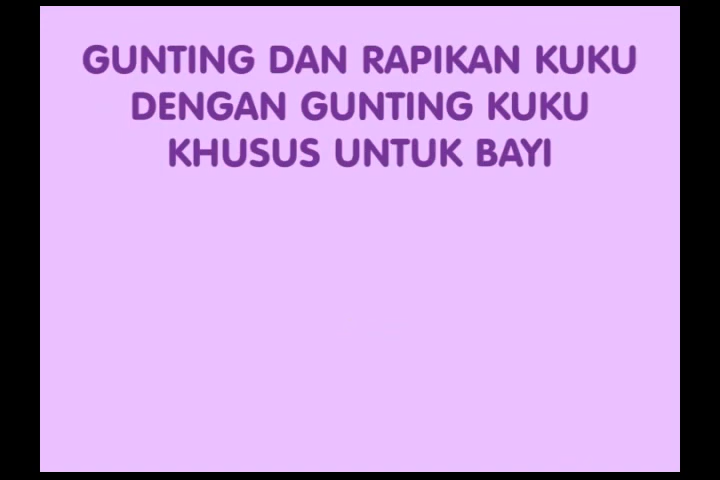 GUNTING DAN RAPIKAN KUKU
DENGAN GUNTING KUKU
KHUSUS UNTUK BAYI